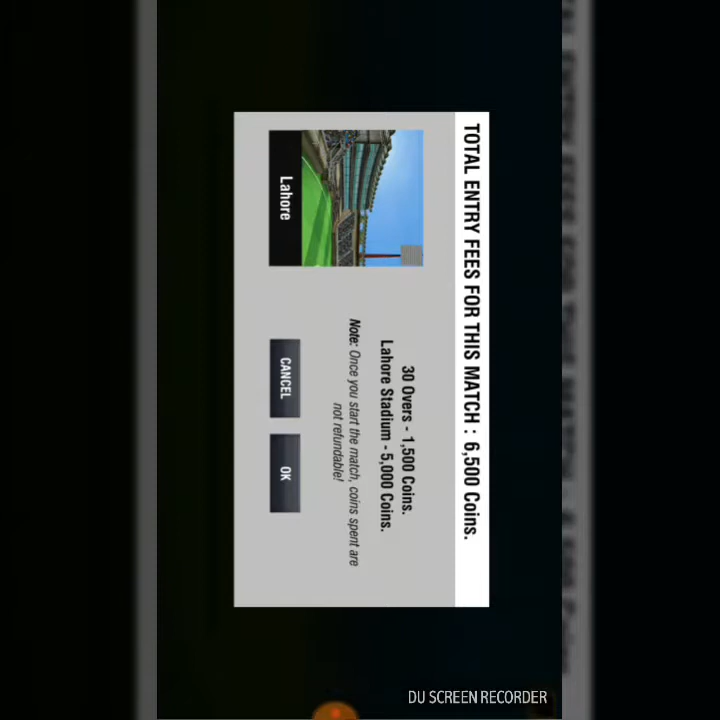 TOTAL ENTRY FEES FOR THIS MATCH : 6,500 Coins.
30 Overs - 1,500 Coins.
Lahore Stadium - 5,000 Coins.
Note: Once you start the match, coins spent are
not refundable!
Lahore
CANCEL
OK
DU SCREEN RECORDER